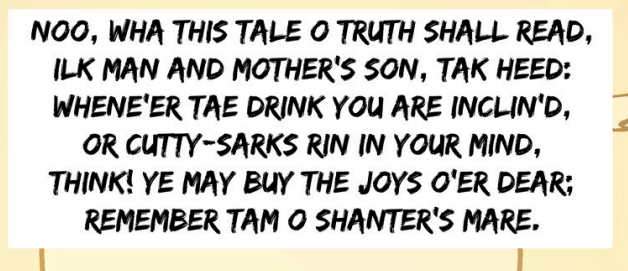 NOO, WHA THIS TALE O TRUTH SHALL READ,
ILK MAN AND MOTHER'S SON, TAK HEED:
WHENE'ER TAE DRINK YOU ARE INCLIN'D,
OR CUTTY-SARKS RIN IN YOUR MIND,
THINK! YE MAY BUY THE JOYS O'ER DEAR;
REMEMBER TAM O SHANTER'S MARE.